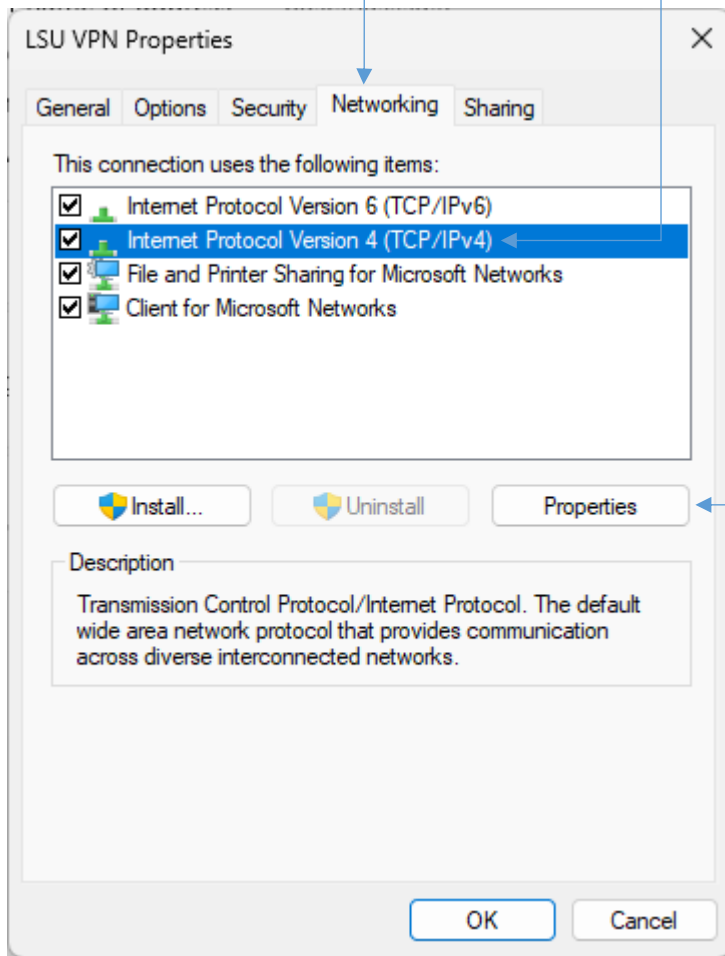 LSU VPN Properties
General Options Security Networking Sharing
This connection uses the following items:
Internet Protocol Version 6 (TCP/IPv6)
Internet Protocol Version 4 (TCP/IPv4)
File and Printer Sharing for Microsoft Networks
Client for Microsoft Networks
Install... Uninstall Properties
Description
Transmission Control Protocol/Internet Protocol. The default
wide area network protocol that provides communication
across diverse interconnected networks.
OK Cancel